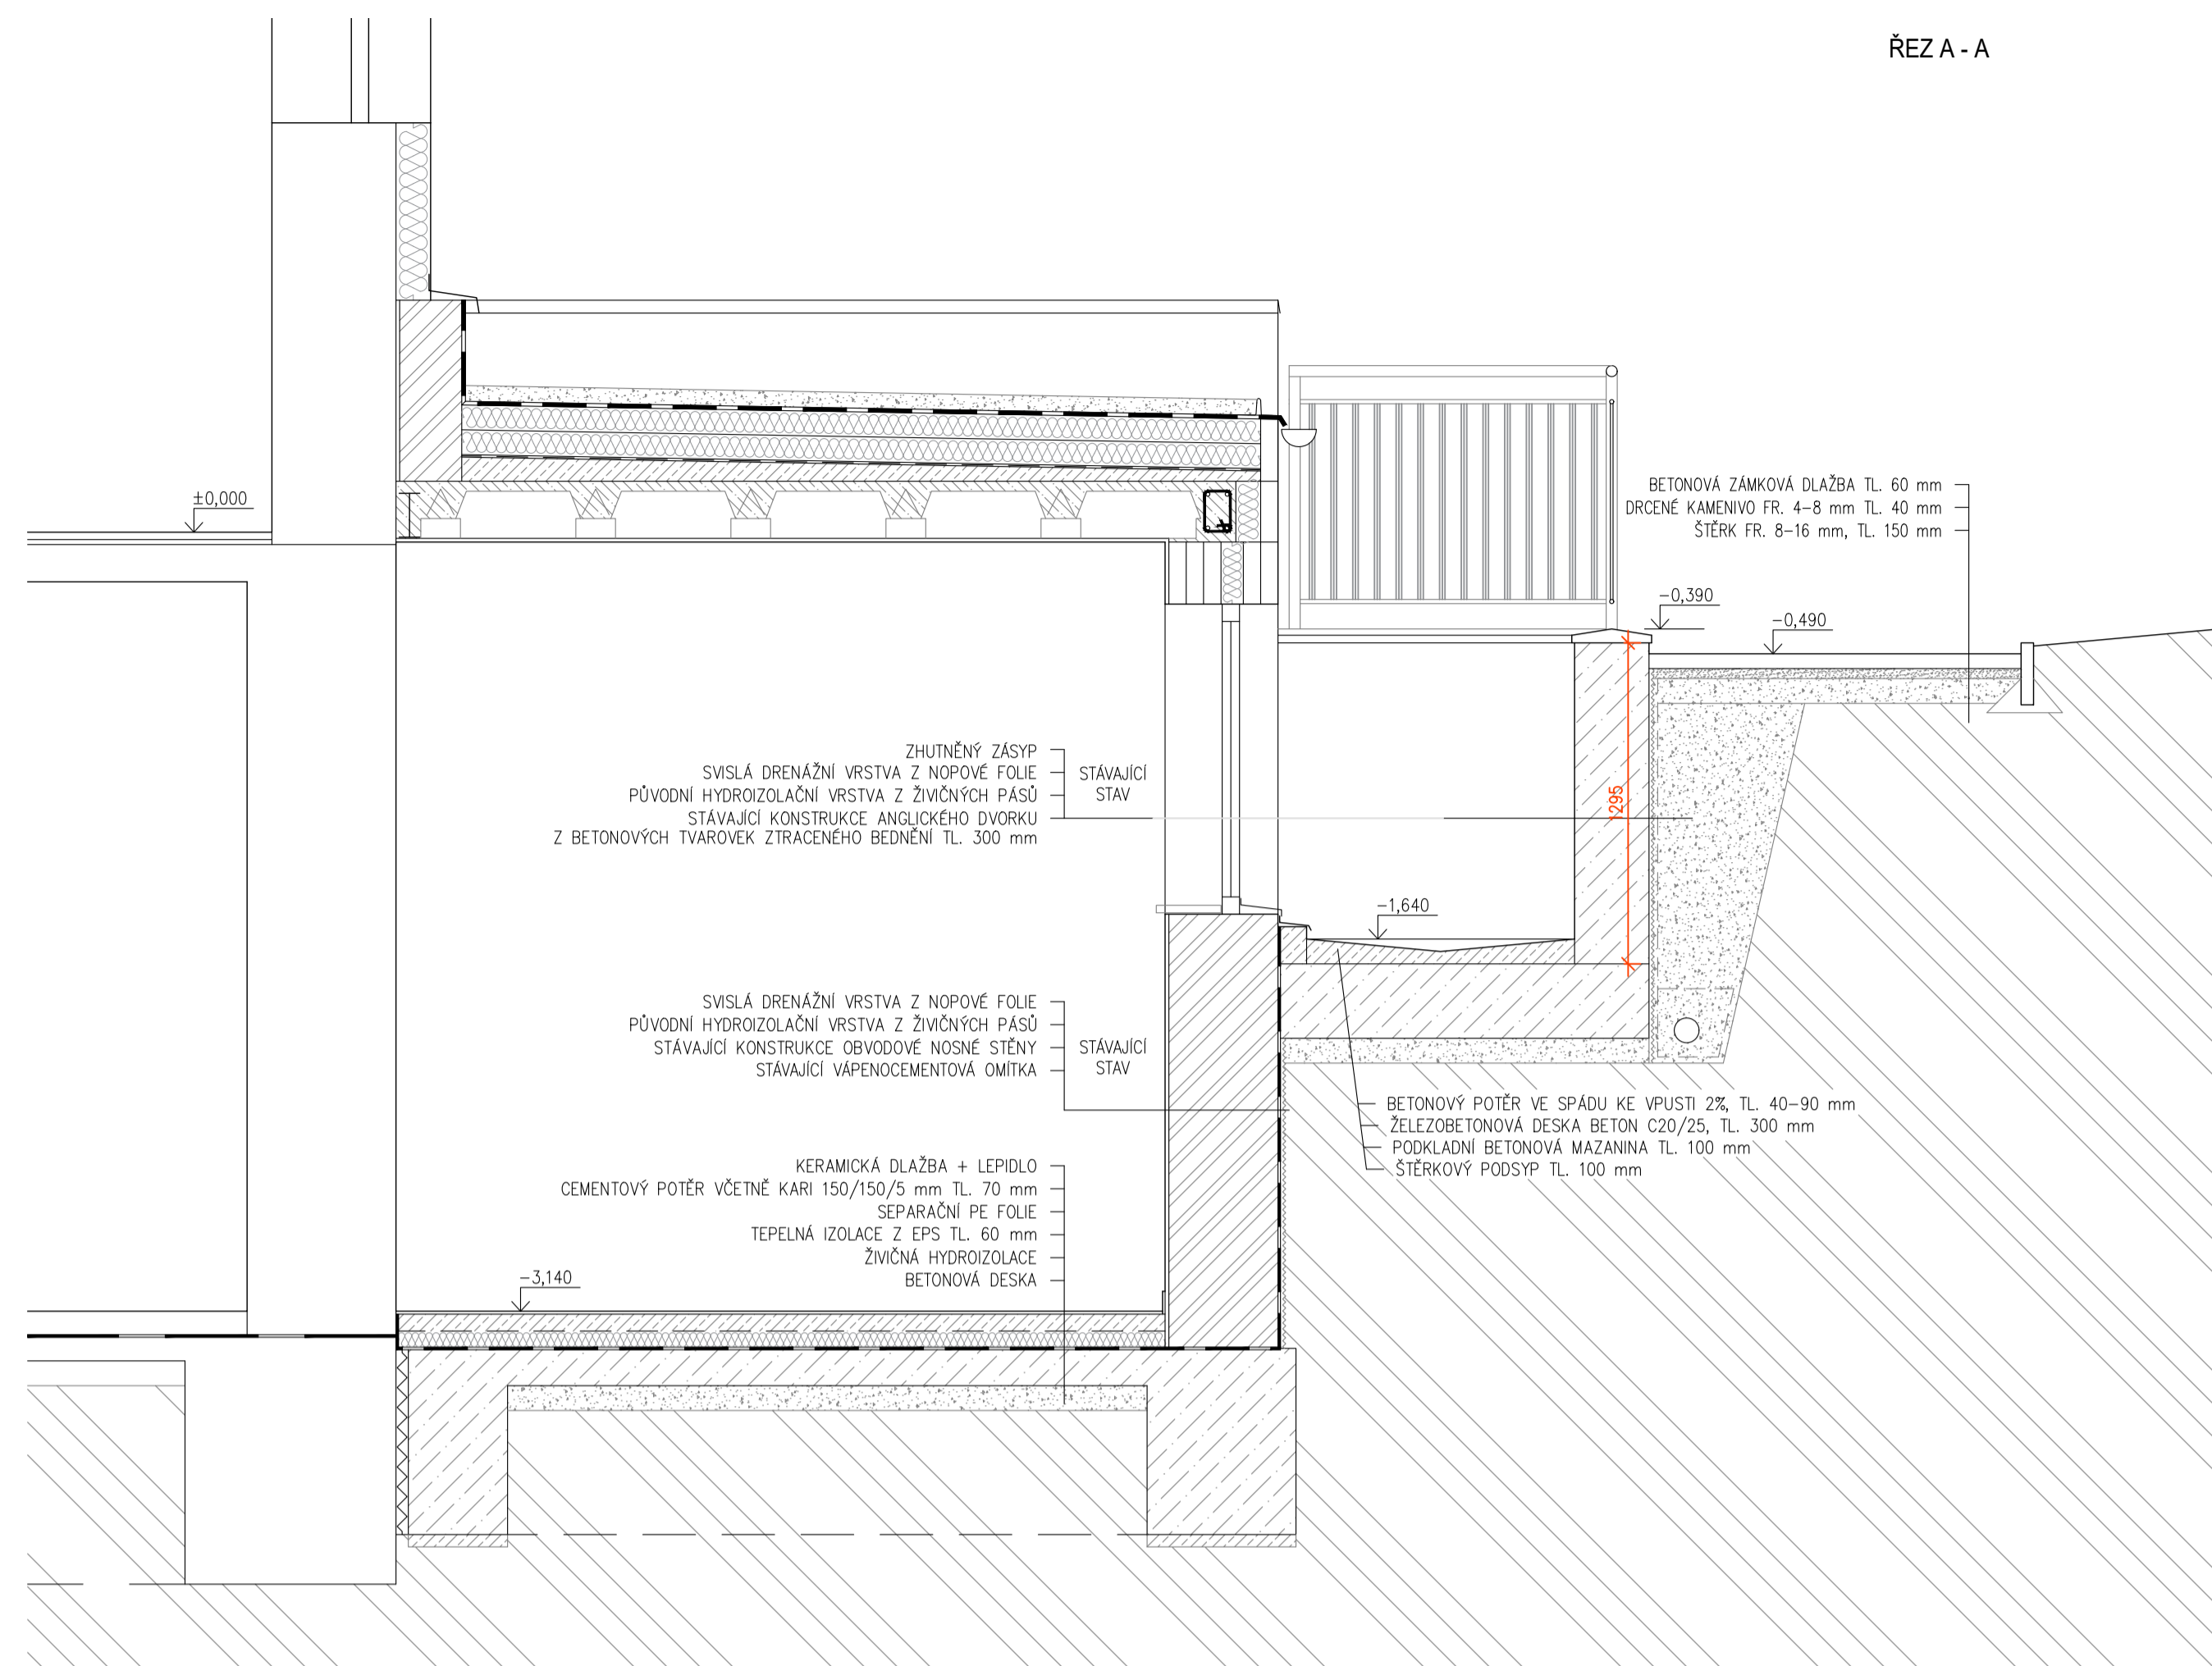 ŘEZ A - A
±0,000
BETONOVÁ ZÁMKOVÁ DLAŽBA TL. 60 mm
DRCENÉ KAMENIVO FR. 4-8 mm TL. 40 mm
ŠTĚRK FR. 8-16 mm, TL. 150 mm
-0,390
-0,490
ZHUTNĚNÝ ZÁSYP
SVISLÁ DRENÁŽNÍ VRSTVA Z NOPOVÉ FOLIE
PŮVODNÍ HYDROIZOLAČNÍ VRSTVA Z ŽIVIČNÝCH PÁSŮ
STÁVAJÍCÍ KONSTRUKCE ANGLICKÉHO DVORKU
Z BETONOVÝCH TVAROVEK ZTRACENÉHO BEDNĚNÍ TL. 300 mm
STÁVAJÍCÍ
STAV
1295
-1,640
SVISLÁ DRENÁŽNÍ VRSTVA Z NOPOVÉ FOLIE
PŮVODNÍ HYDROIZOLAČNÍ VRSTVA Z ŽIVIČNÝCH PÁSŮ
STÁVAJÍCÍ KONSTRUKCE OBVODOVÉ NOSNÉ STĚNY
STÁVAJÍCÍ VÁPENOCEMENTOVÁ OMÍTKA
STÁVAJÍCÍ
STAV
BETONOVÝ POTĚR VE SPÁDU KE VPUSTI 2%, TL. 40-90 mm
ŽELEZOBETONOVÁ DESKA BETON C20/25, TL. 300 mm
PODKLADNÍ BETONOVÁ MAZANINA TL. 100 mm
ŠTĚRKOVÝ PODSYP TL. 100 mm
KERAMICKÁ DLAŽBA + LEPIDLO
CEMENTOVÝ POTĚR VČETNĚ KARI 150/150/5 mm TL. 70 mm
SEPARAČNÍ PE FOLIE
TEPELNÁ IZOLACE Z EPS TL. 60 mm
ŽIVIČNÁ HYDROIZOLACE
BETONOVÁ DESKA
-3,140